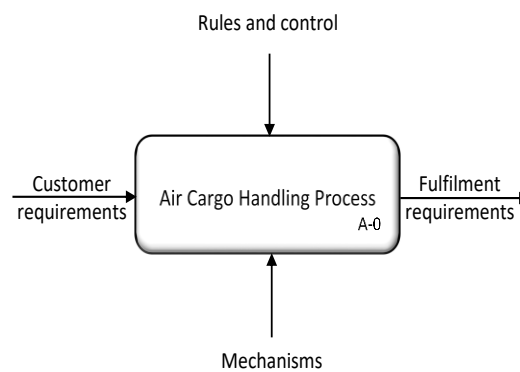 Rules and control
Customer
requirements
Air Cargo Handling Process
A-0
Fulfilment
requirements
Mechanisms